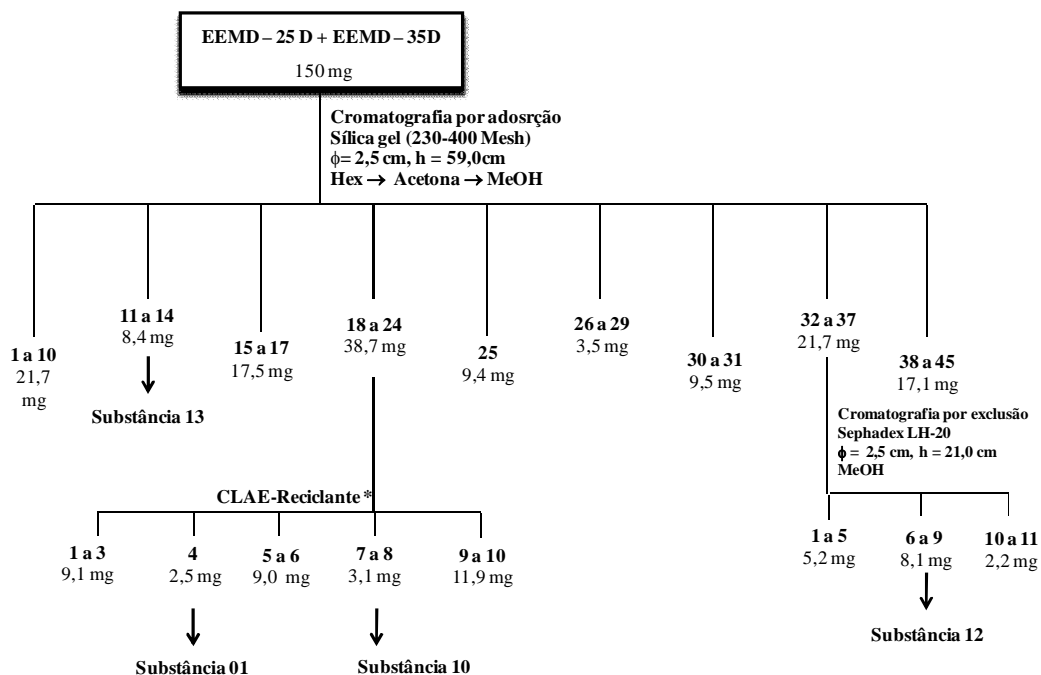 EEMD – 25 D + EEMD – 35D
150 mg
Cromatografia por adosrção
Sílica gel (230-400 Mesh)
ϕ= 2,5 cm, h = 59,0cm
Hex → Acetona → MeOH
1 a 10
21,7
mg
11 a 14
8,4 mg
Substância 13
15 a 17
17,5 mg
18 a 24
38,7 mg
25
9,4 mg
26 a 29
3,5 mg
30 a 31
9,5 mg
32 a 37
21,7 mg
38 a 45
17,1 mg
CLAE-Reciclante *
1 a 3
9,1 mg
4
2,5 mg
Substância 01
5 a 6
9,0 mg
7 a 8
3,1 mg
Substância 10
9 a 10
11,9 mg
Cromatografia por exclusão
Sephadex LH-20
ϕ = 2,5 cm, h = 21,0 cm
MeOH
1 a 5
5,2 mg
6 a 9
8,1 mg
Substância 12
10 a 11
2,2 mg